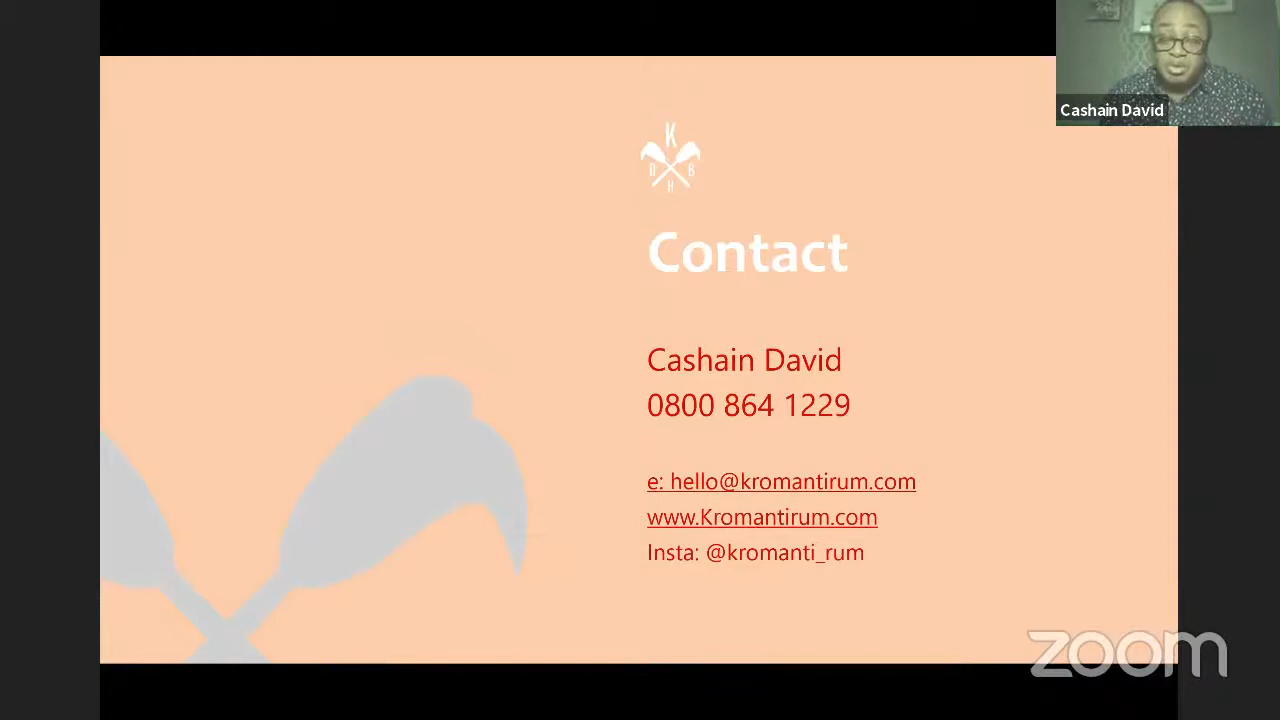 Cashain David
K
D B
H
Contact
Cashain David
0800 864 1229
e: hello@kromantirum.com
www.Kromantirum.com
Insta: @kromanti_rum
zoom